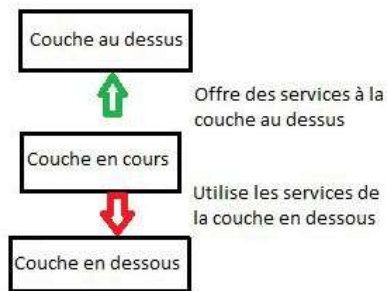 Couche au dessus
Offre des services à la
couche au dessus
Couche en cours
Utilise les services de
la couche en dessous
Couche en dessous